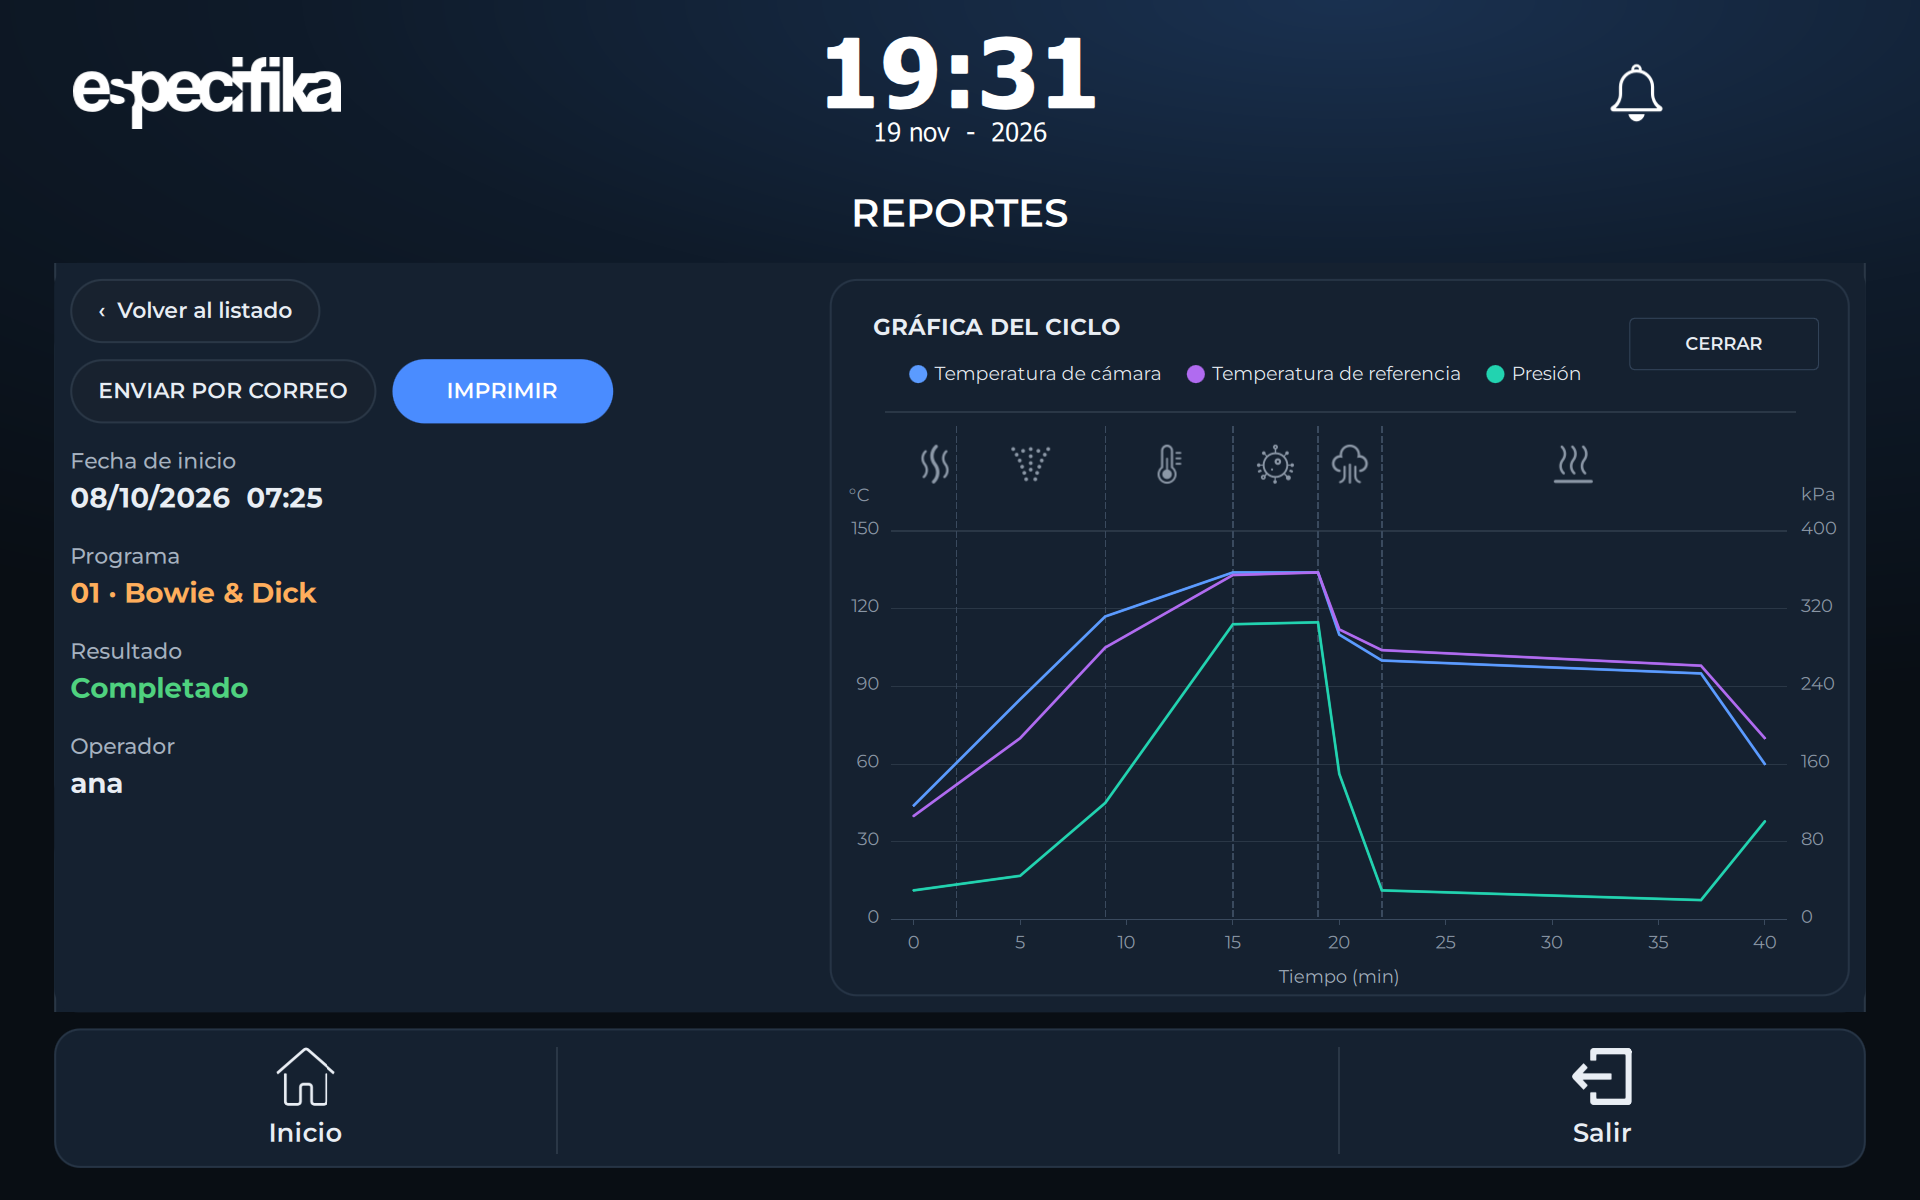 especifika
19:31
19 nov - 2026
REPORTES
‹ Volver al listado
ENVIAR POR CORREO
IMPRIMIR
Fecha de inicio
08/10/2026 07:25
Programa
01 · Bowie & Dick
Resultado
Completado
Operador
ana
GRÁFICA DEL CICLO
CERRAR
Temperatura de cámara
Temperatura de referencia
Presión
°C
kPa
150
400
120
320
90
240
60
160
30
80
0
0
0 5 10 15 20 25 30 35 40
Tiempo (min)
Inicio
Salir